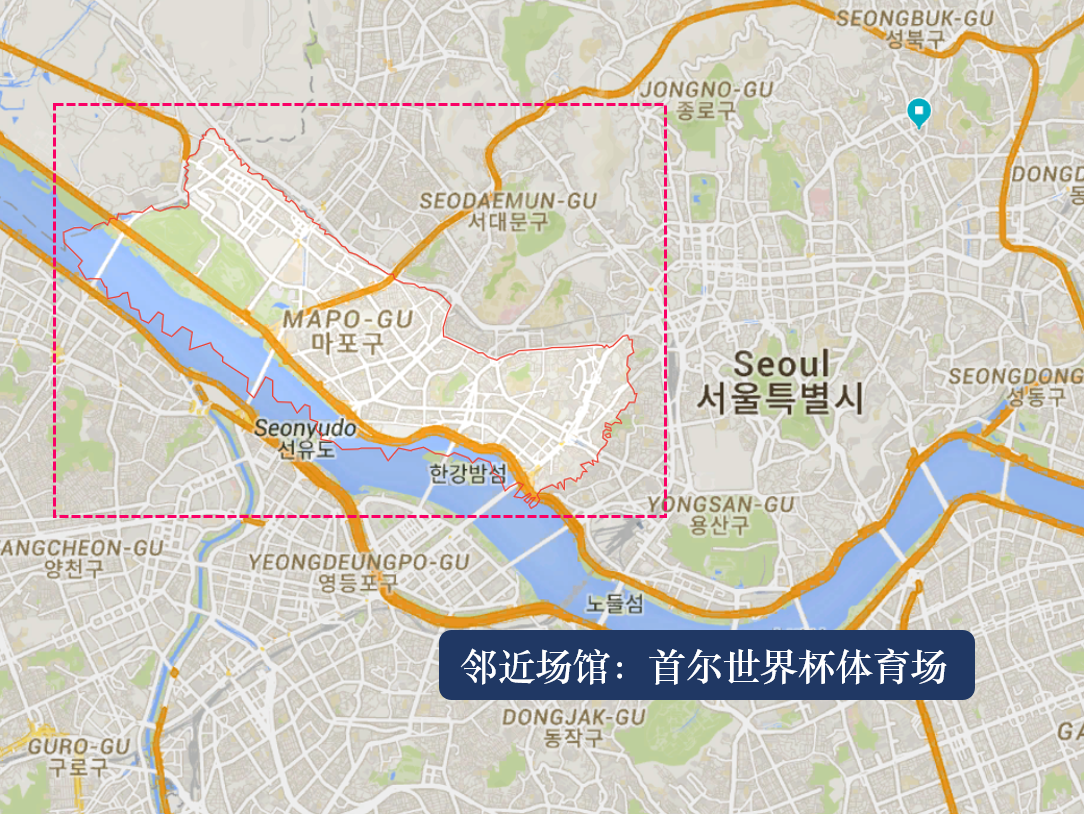 SEONGBUK-GU
성북구
JONGNO-GU
종로구
DONGD
동
SEODAEMUN-GU
서대문구
MAPO-GU
마포구
Seoul
서울특별시
SEONGDONG
성동구
Seonyudo
선유도
한강밤섬
YONGSAN-GU
용산구
ANGCHEON-GU
양천구
YEONGDEUNGPO-GU
영등포구
노들섬
邻近场馆：首尔世界杯体育场
DONGJAK-GU
동작구
GURO-GU
구로구
GA